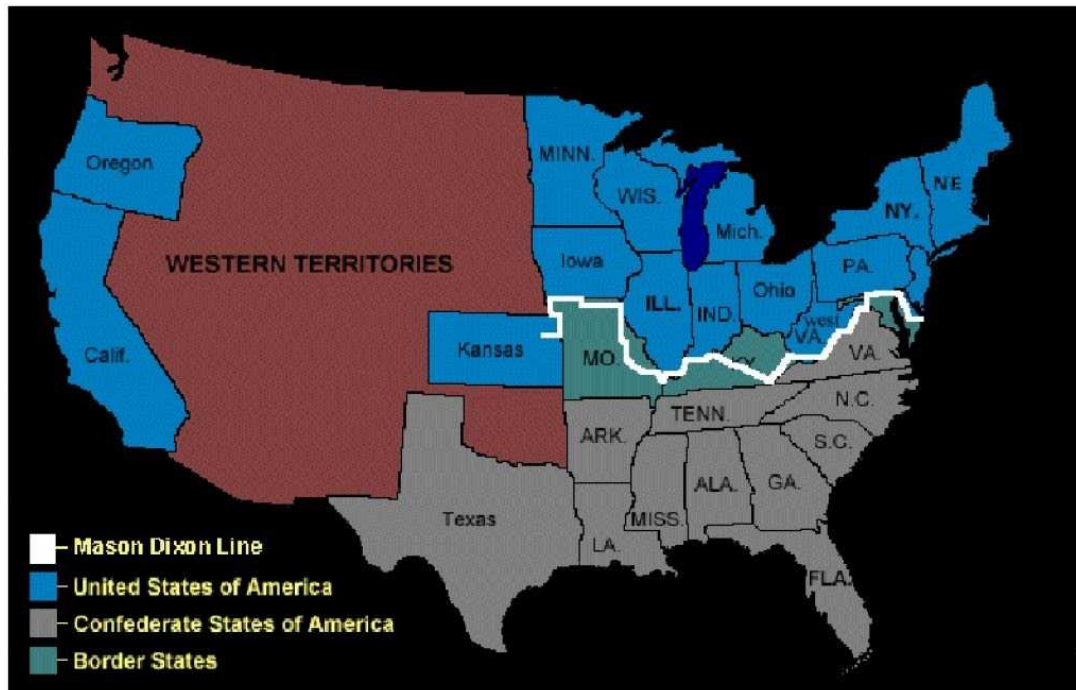 Oregon
MINN.
WIS.
Mich.
NY.
NE
WESTERN TERRITORIES
Iowa
ILL.
IND.
Ohio
PA.
west
VA.
Calif.
Kansas
MO.
KY.
VA.
TENN.
N.C.
ARK.
S.C.
Texas
LA.
MISS.
ALA.
GA.
FLA.
Mason Dixon Line
United States of America
Confederate States of America
Border States